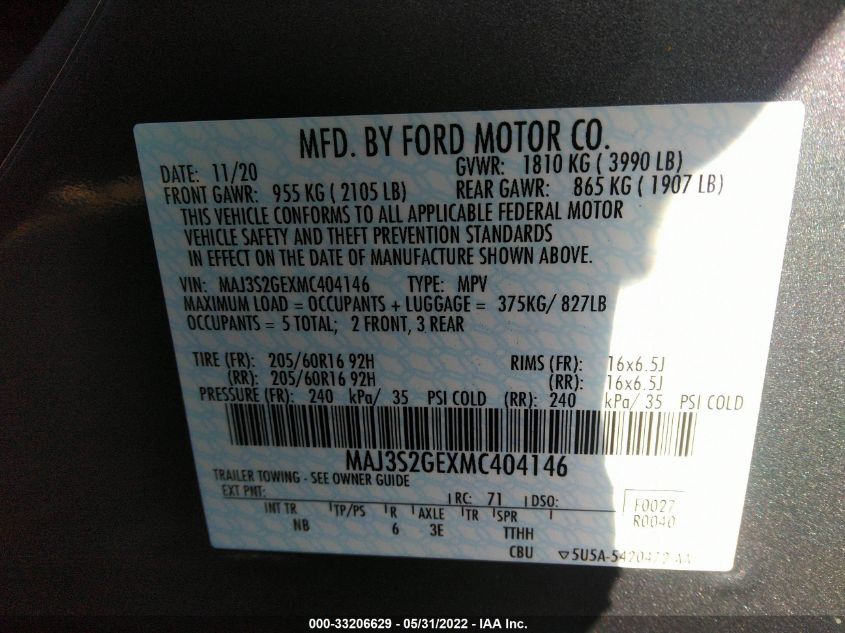 MFD. BY FORD MOTOR CO.
DATE: 11/20 GVWR: 1810 KG ( 3990 LB)
FRONT GAWR: 955 KG ( 2105 LB) REAR GAWR: 865 KG ( 1907 LB)
THIS VEHICLE CONFORMS TO ALL APPLICABLE FEDERAL MOTOR
VEHICLE SAFETY AND THEFT PREVENTION STANDARDS
IN EFFECT ON THE DATE OF MANUFACTURE SHOWN ABOVE.
VIN: MAJ3S2GEXMC404146 TYPE: MPV
MAXIMUM LOAD = OCCUPANTS + LUGGAGE = 375KG/ 827LB
OCCUPANTS = 5 TOTAL; 2 FRONT, 3 REAR
TIRE (FR): 205/60R16 92H RIMS (FR): 16x6.5J
(RR): 205/60R16 92H (RR): 16x6.5J
PRESSURE (FR): 240 kPa/ 35 PSI COLD (RR): 240 kPa/ 35 PSI COLD
MAJ3S2GEXMC404146
TRAILER TOWING - SEE OWNER GUIDE
EXT PNT: RC: 71 DSO: F0027
INT TR TP/PS R AXLE TR SPR R0040
NB 6 3E TTHH
CBU
000-33206629 - 05/31/2022 - IAA Inc.